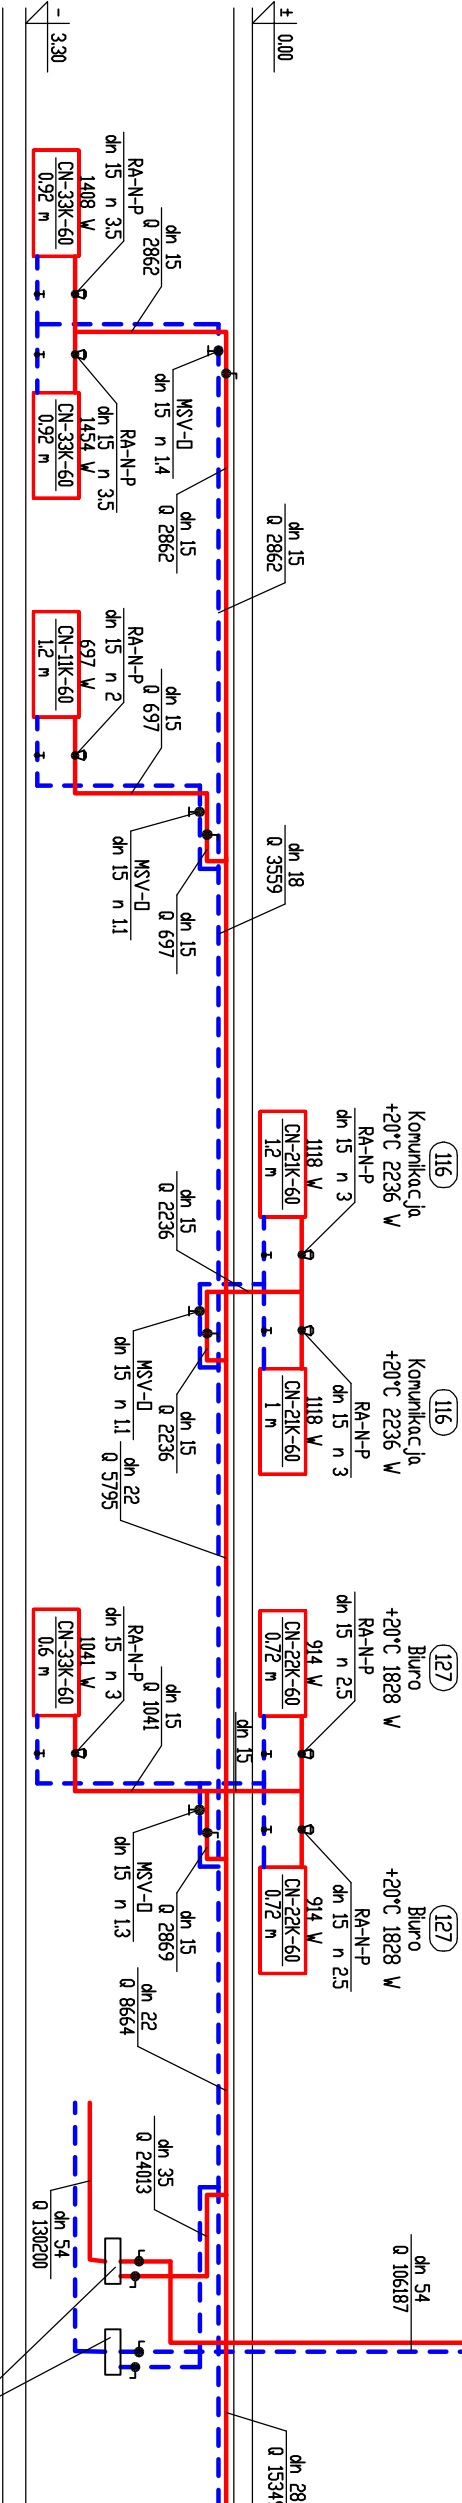 ± 0.00
- 3.30
1408 W
CN-33K-60
0.92 m
RA-N-P
dn 15 n 3.5
dn 15
Q 2862
1454 W
CN-33K-60
0.92 m
RA-N-P
dn 15 n 3.5
MSV-D
dn 15 n 1.4
dn 15
Q 2862
dn 15
Q 2862
697 W
CN-11K-60
1.2 m
RA-N-P
dn 15 n 2
dn 15
Q 697
MSV-D
dn 15 n 1.1
dn 15
Q 697
dn 18
Q 3559
116
Komunikacja
+20°C 2236 W
RA-N-P
dn 15 n 3
1118 W
CN-21K-60
1.2 m
dn 15
Q 2236
116
Komunikacja
+20°C 2236 W
RA-N-P
dn 15 n 3
1118 W
CN-21K-60
1 m
dn 15
Q 2236
MSV-D
dn 15 n 1.1
dn 22
Q 5795
127
Biuro
+20°C 1828 W
RA-N-P
dn 15 n 2.5
914 W
CN-22K-60
0.72 m
1041 W
CN-33K-60
0.6 m
RA-N-P
dn 15 n 3
dn 15
Q 1041
dn 15
127
Biuro
+20°C 1828 W
RA-N-P
dn 15 n 2.5
914 W
CN-22K-60
0.72 m
dn 15
Q 2869
MSV-D
dn 15 n 1.3
dn 22
Q 8664
dn 35
Q 24013
dn 54
Q 130200
dn 54
Q 106187
dn 28
Q 1534